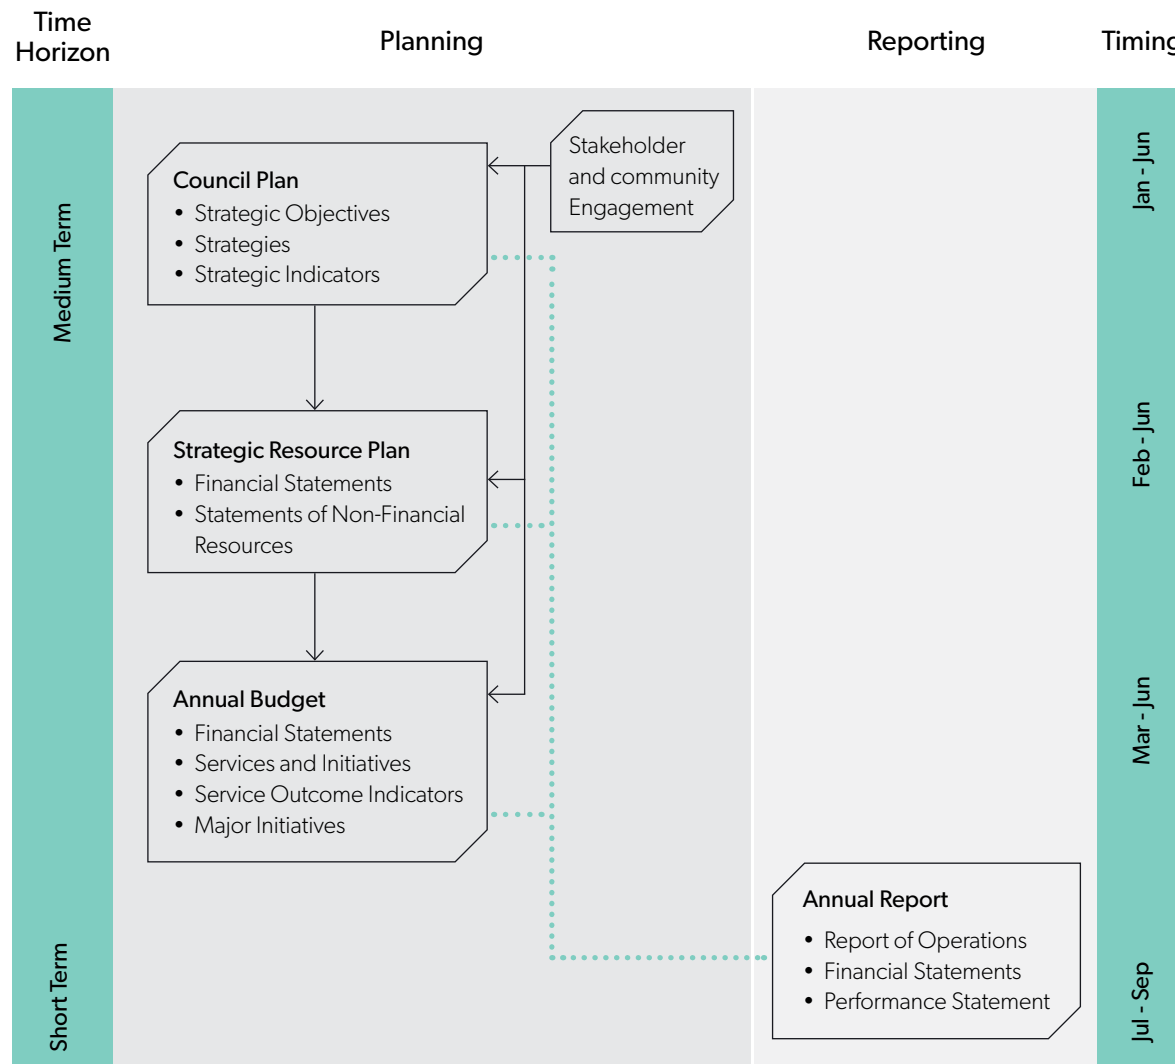 Time
Horizon
Planning
Reporting
Timing
Medium Term
Short Term
Stakeholder
and community
Engagement
Council Plan
• Strategic Objectives
• Strategies
• Strategic Indicators
Strategic Resource Plan
• Financial Statements
• Statements of Non-Financial
Resources
Annual Budget
• Financial Statements
• Services and Initiatives
• Service Outcome Indicators
• Major Initiatives
Annual Report
• Report of Operations
• Financial Statements
• Performance Statement
Jan - Jun
Feb - Jun
Mar - Jun
Jul - Sep